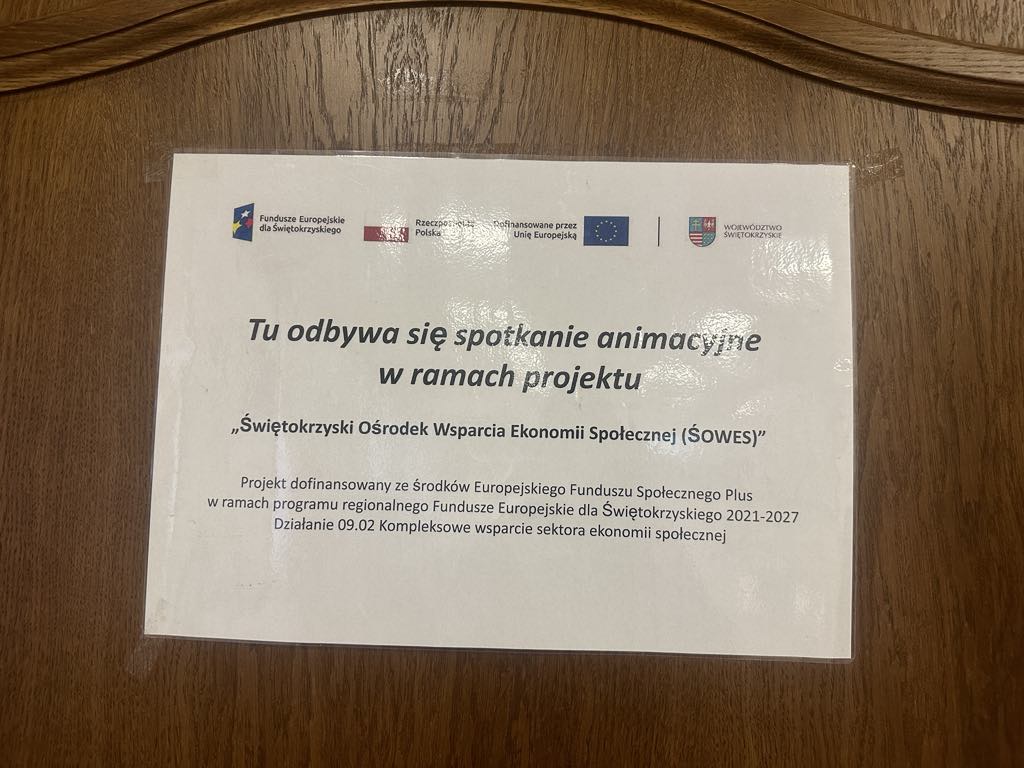 Fundusze Europejskie
dla Świętokrzyskiego
Rzeczpospolita
Polska
Dofinansowane przez
Unię Europejską
WOJEWÓDZTWO
ŚWIĘTOKRZYSKIE
Tu odbywa się spotkanie animacyjne
w ramach projektu
„Świętokrzyski Ośrodek Wsparcia Ekonomii Społecznej (ŚOWES)”
Projekt dofinansowany ze środków Europejskiego Funduszu Społecznego Plus
w ramach programu regionalnego Fundusze Europejskie dla Świętokrzyskiego 2021-2027
Działanie 09.02 Kompleksowe wsparcie sektora ekonomii społecznej